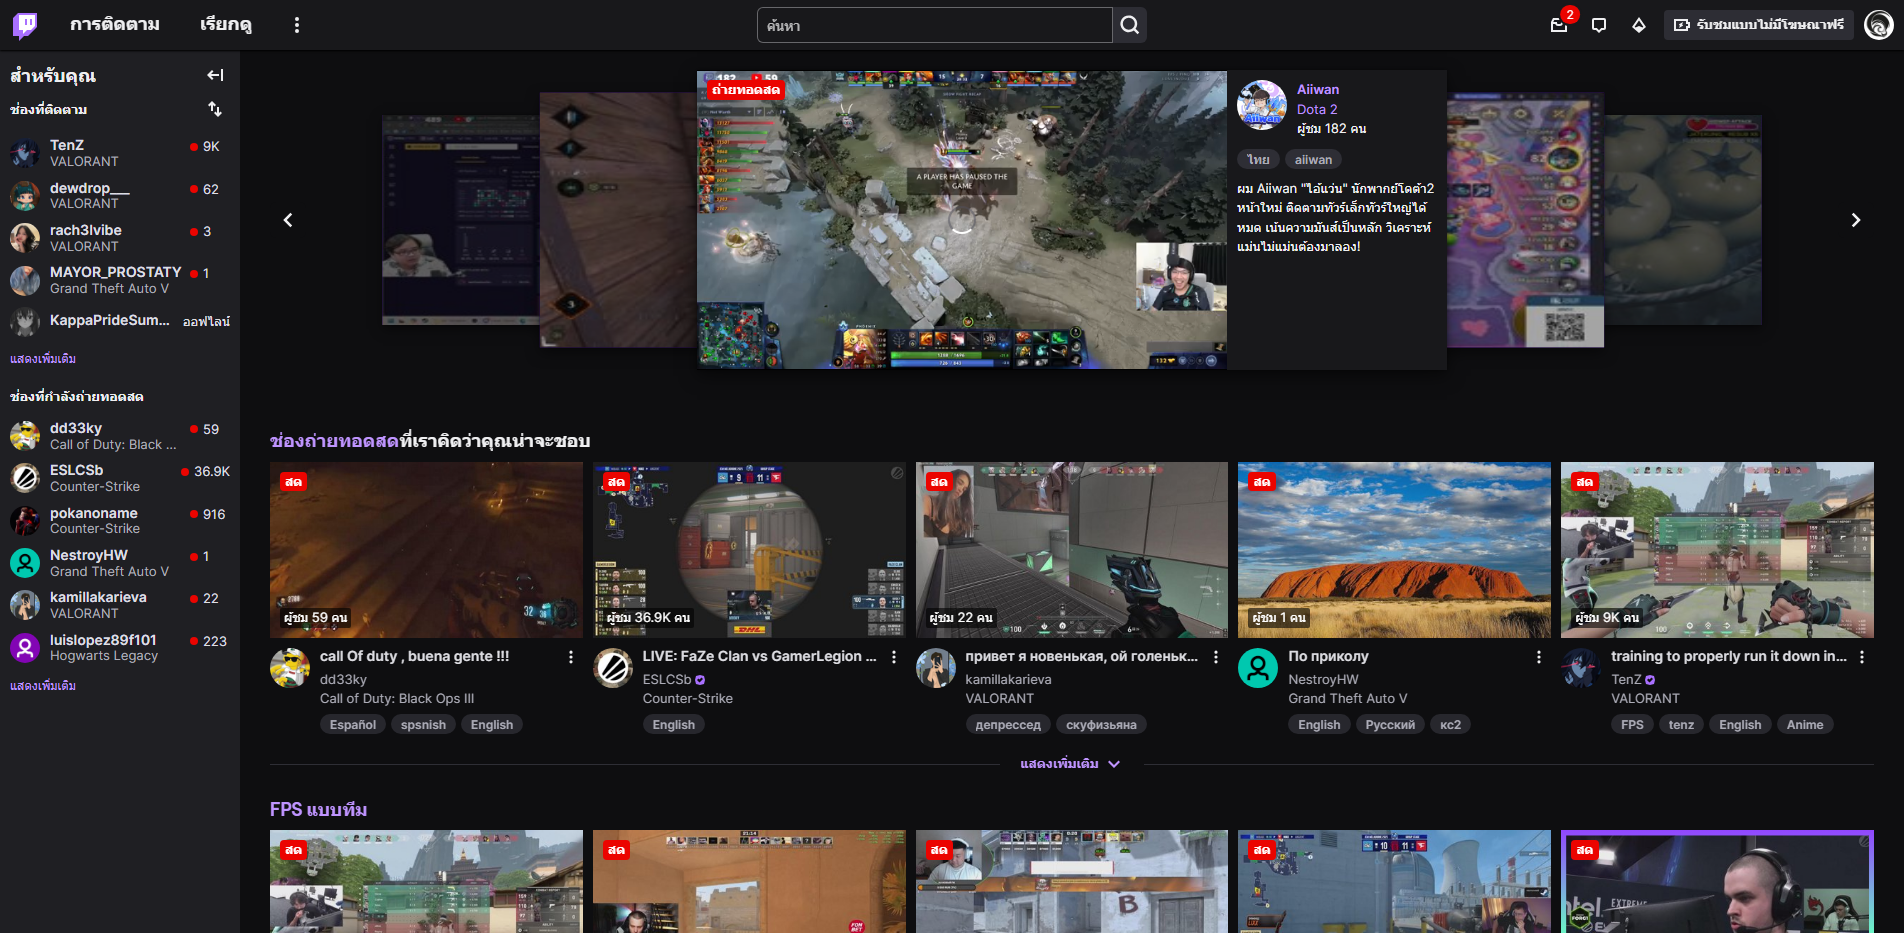 การติดตาม
เรียกดู
ค้นหา
2
รับชมแบบไม่มีโฆษณาฟรี
สำหรับคุณ
ช่องที่ติดตาม
TenZ
9K
VALORANT
dewdrop___
62
VALORANT
rach3lvibe
3
VALORANT
MAYOR_PROSTATY
1
Grand Theft Auto V
KappaPrideSum...
ออฟไลน์
แสดงเพิ่มเติม
ช่องที่กำลังถ่ายทอดสด
dd33ky
59
Call of Duty: Black ...
ESLCSb
36.9K
Counter-Strike
pokanoname
916
Counter-Strike
NestroyHW
1
Grand Theft Auto V
kamillakarieva
22
VALORANT
luislopez89f101
223
Hogwarts Legacy
แสดงเพิ่มเติม
ถ่ายทอดสด
A PLAYER HAS PAUSED THE
GAME
Aiiwan
Dota 2
ผู้ชม 182 คน
ไทย
aiiwan
ผม Aiiwan "ไอ้แว่น" นักพากย์โดต้า2
หน้าใหม่ ติดตามทัวร์เล็กทัวร์ใหญ่ได้
หมด เน้นความมันส์เป็นหลัก วิเคราะห์
แม่นไม่แม่นต้องมาลอง!
ช่องถ่ายทอดสดที่เราคิดว่าคุณน่าจะชอบ
สด
ผู้ชม 59 คน
call Of duty , buena gente !!!
dd33ky
Call of Duty: Black Ops III
Español
spsnish
English
สด
9
11
DHL
ผู้ชม 36.9K คน
LIVE: FaZe Clan vs GamerLegion ...
ESLCSb
Counter-Strike
English
สด
ผู้ชม 22 คน
100
привет я новенькая, ой голеньк...
kamillakarieva
VALORANT
депрессед
скуфизьяна
สด
ผู้ชม 1 คน
По приколу
NestroyHW
Grand Theft Auto V
English
Русский
кс2
สด
ผู้ชม 9K คน
100
training to properly run it down in...
TenZ
VALORANT
FPS
tenz
English
Anime
แสดงเพิ่มเติม
FPS แบบทีม
สด
สด
สด
B
สด
10
11
สด
intel
EXTREME